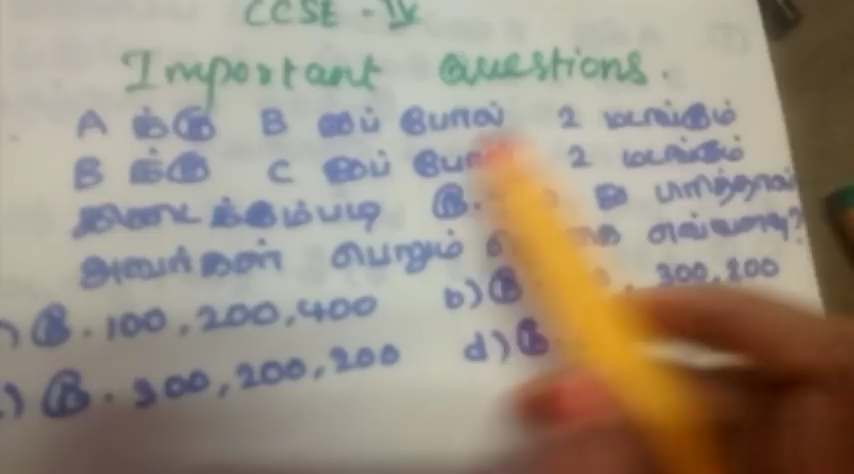 CCSE - IV
Important Questions.
A க்கு B ஐப் போல் 2 மடங்கும்
B க்கு C ஐப் 2 மடங்கும்
கிடைக்கும்படி ரூ.
அவர்கள் பெறும் எவ்வளவு?
ரூ. 100, 200, 400 b) ரூ 300, 200
ரூ. 300, 200, 200 d) ரூ.